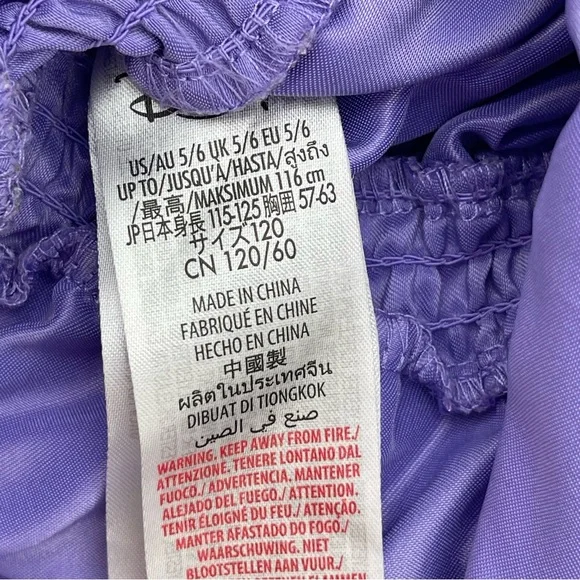 US/AU 5/6 UK 5/6 EU 5/6
UP TO/JUSQU'À/HASTA/สูงถึง
/最高/MAKSIMUM 116 cm
JP日本身長 115-125 胸囲 57-63
サイズ 120
CN 120/60
MADE IN CHINA
FABRIQUÉ EN CHINE
HECHO EN CHINA
中國製
ผลิตในประเทศจีน
DIBUAT DI TIONGKOK
صنع في الصين
WARNING. KEEP AWAY FROM FIRE./
ATTENZIONE. TENERE LONTANO DAL
FUOCO./ ADVERTENCIA. MANTENER
ALEJADO DEL FUEGO./ ATTENTION.
TENIR ÉLOIGNÉ DU FEU./ ATENÇÃO.
MANTER AFASTADO DO FOGO./
WAARSCHUWING. NIET
BLOOTSTELLEN AAN VUUR OF